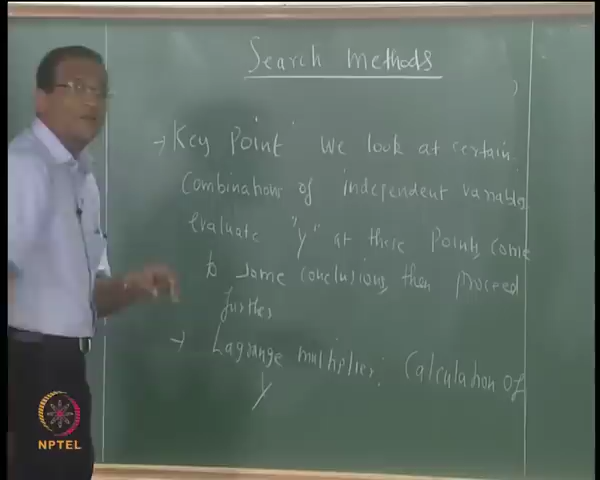 Search methods
→ Key Point We look at certain
Combinations of independent variables
evaluate "y" at these points, come
to some conclusions, then proceed
further
→ Lagrange multiplier: Calculation of
y
NPTEL